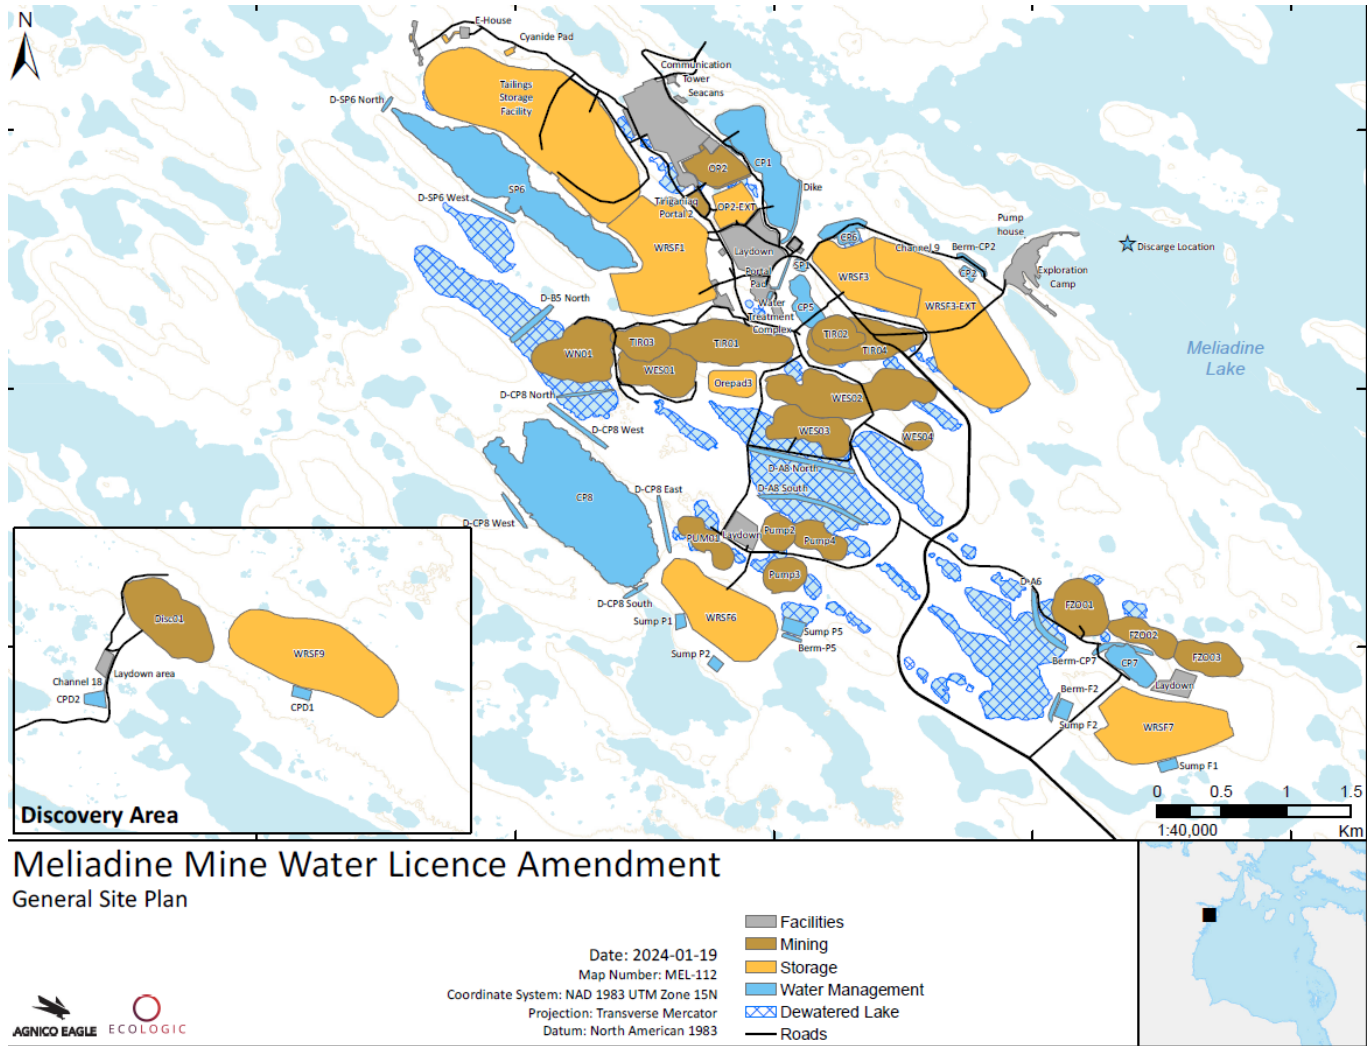 N
E-House
Cyanide Pad
Communication
Tower
Seacans
Tailings
Storage
Facility
D-SP6 North
OP2
CP1
SP6
Dike
D-SP6 West
Tiriganiaq
Portal 2
OP2-EXT
Pump
house
CP6
WRSF1
Laydown
Channel 9
Berm-CP2
Discarge Location
SP1
Portal
Pad
WRSF3
CP2
Exploration
Camp
D-B5 North
Water
Treatment
Complex
CP5
WRSF3-EXT
TIR03
TIR01
TIR02
TIR04
Meliadine
Lake
WN01
WES01
Orepad3
D-CP8 North
WES02
D-CP8 West
WES03
WES04
D-A8 North
CP8
D-CP8 East
D-A8 South
D-CP8 West
PUM01
Laydown
Pump2
Pump4
Pump3
D-A6
D-CP8 South
FZO01
Sump P1
WRSF6
Sump P5
Berm-P5
FZO02
Sump P2
Berm-CP7
CP7
FZO03
Laydown
Berm-F2
Sump F2
WRSF7
Sump F1
Disc01
WRSF9
Laydown area
Channel 18
CPD2
CPD1
Discovery Area
0 0.5 1 1.5
1:40,000 Km
Meliadine Mine Water Licence Amendment
General Site Plan
Facilities
Mining
Storage
Water Management
Dewatered Lake
Roads
Date: 2024-01-19
Map Number: MEL-112
Coordinate System: NAD 1983 UTM Zone 15N
Projection: Transverse Mercator
Datum: North American 1983
AGNICO EAGLE
ECOLOGIC